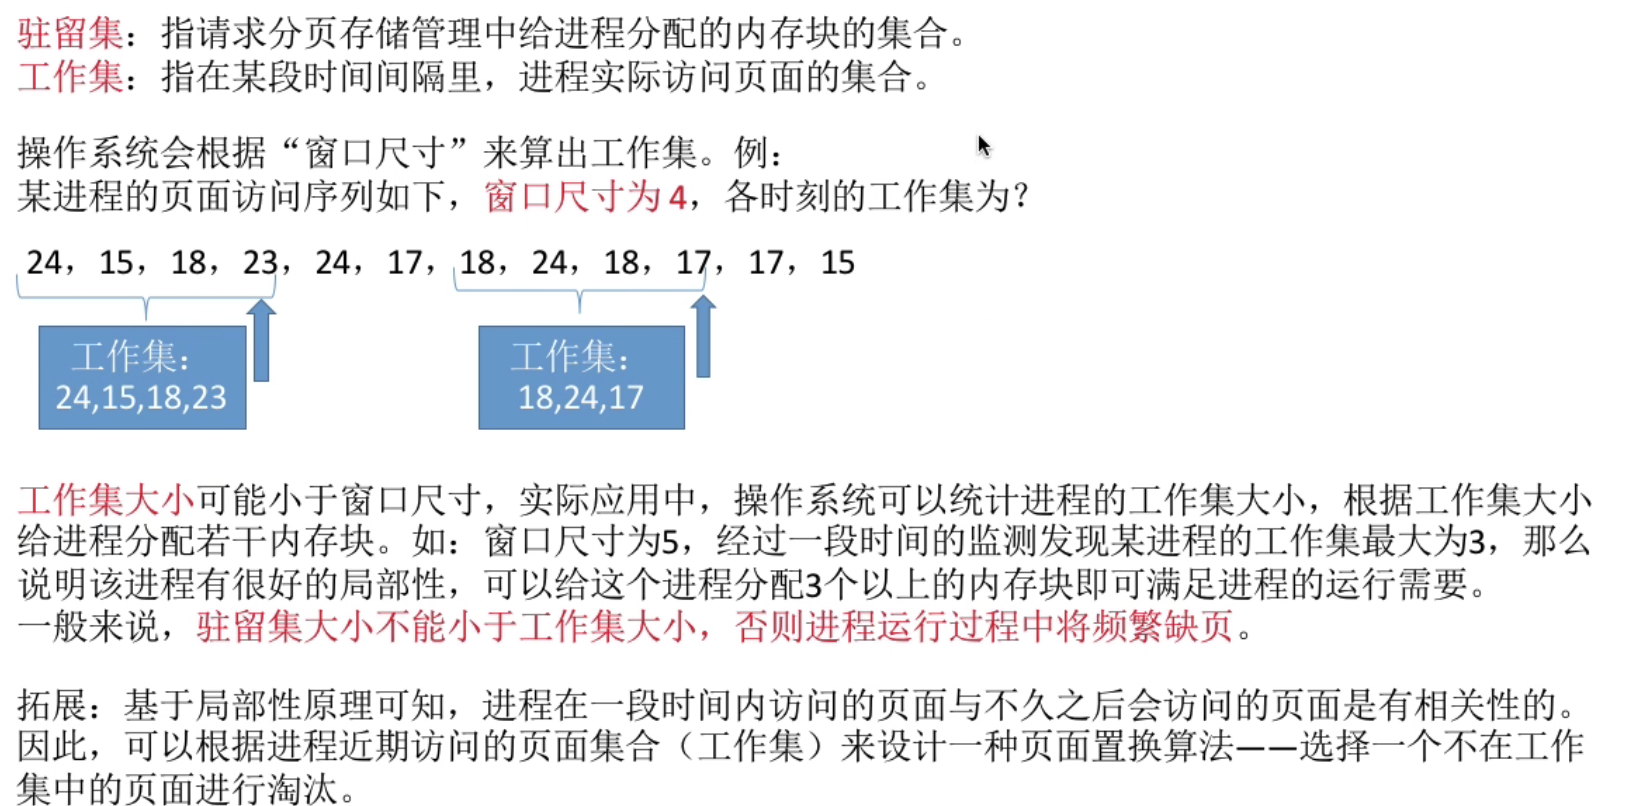 驻留集：指请求分页存储管理中给进程分配的内存块的集合。
工作集：指在某段时间间隔里，进程实际访问页面的集合。
操作系统会根据“窗口尺寸”来算出工作集。例：
某进程的页面访问序列如下，窗口尺寸为 4，各时刻的工作集为？
24，15，18，23，24，17，18，24，18，17，17，15
工作集：
24,15,18,23
工作集：
18,24,17
工作集大小可能小于窗口尺寸，实际应用中，操作系统可以统计进程的工作集大小，根据工作集大小
给进程分配若干内存块。如：窗口尺寸为5，经过一段时间的监测发现某进程的工作集最大为3，那么
说明该进程有很好的局部性，可以给这个进程分配3个以上的内存块即可满足进程的运行需要。
一般来说，驻留集大小不能小于工作集大小，否则进程运行过程中将频繁缺页。
拓展：基于局部性原理可知，进程在一段时间内访问的页面与不久之后会访问的页面是有相关性的。
因此，可以根据进程近期访问的页面集合（工作集）来设计一种页面置换算法——选择一个不在工作
集中的页面进行淘汰。